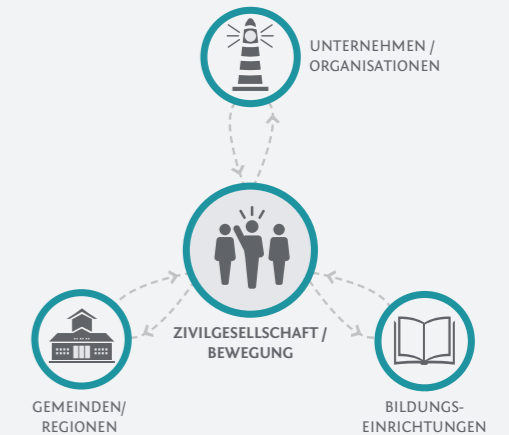 UNTERNEHMEN /
ORGANISATIONEN
ZIVILGESELLSCHAFT /
BEWEGUNG
GEMEINDEN/
REGIONEN
BILDUNGS-
EINRICHTUNGEN